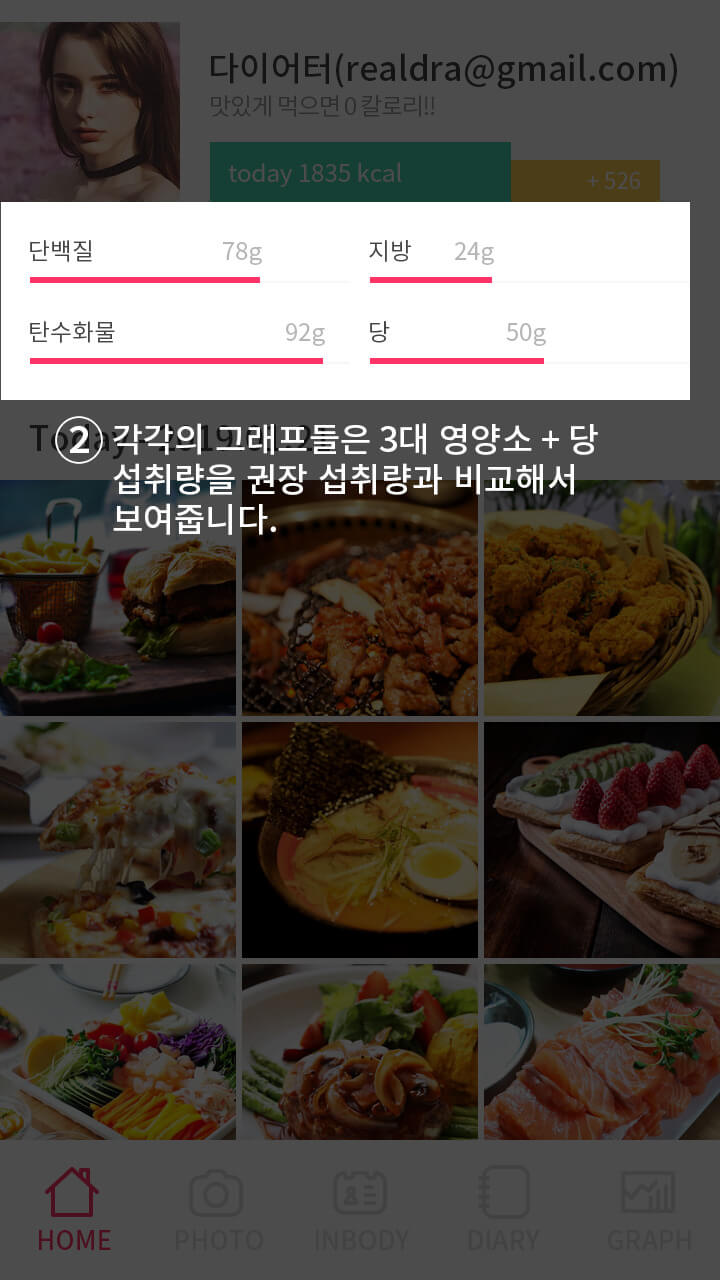 다이어터(realdra@gmail.com)
맛있게 먹으면 0 칼로리!!
today 1835 kcal
+ 526
단백질 78g
지방 24g
탄수화물 92g
당 50g
Today
② 각각의 그래프들은 3대 영양소 + 당
섭취량을 권장 섭취량과 비교해서
보여줍니다.
HOME
PHOTO
INBODY
DIARY
GRAPH